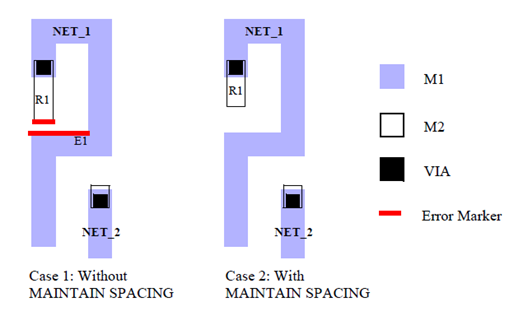 NET_1
NET_1
R1
R1
E1
NET_2
NET_2
M1
M2
VIA
Error Marker
Case 1: Without
MAINTAIN SPACING
Case 2: With
MAINTAIN SPACING